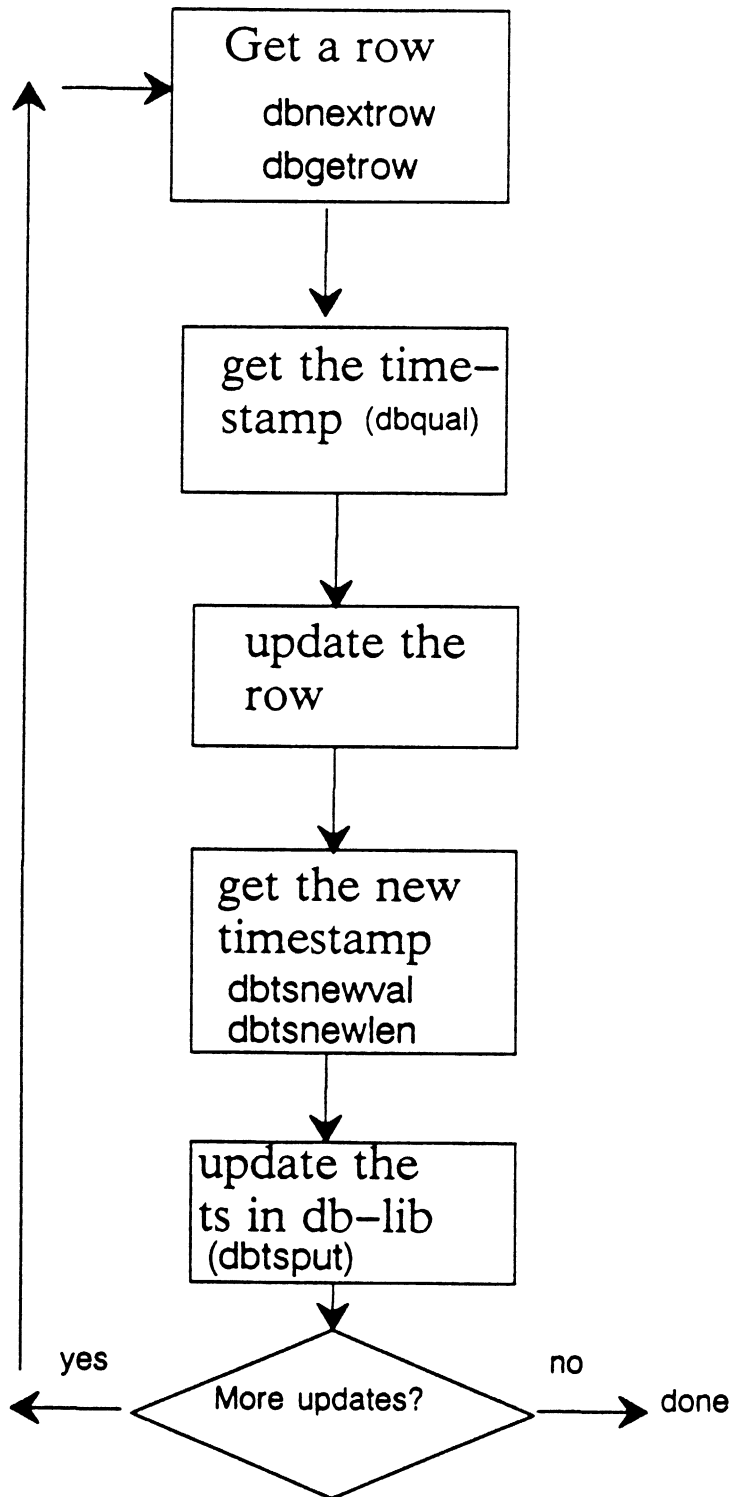 Get a row
dbnextrow
dbgetrow
get the time-
stamp (dbqual)
update the
row
get the new
timestamp
dbtsnewval
dbtsnewlen
update the
ts in db-lib
(dbtsput)
yes
no
More updates?
done